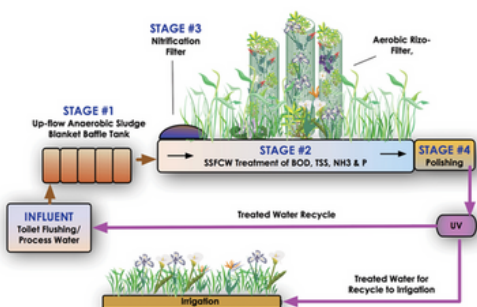 STAGE #3
Nitrification
Filter
Aerobic Rizo-
Filter,
STAGE #1
Up-flow Anaerobic Sludge
Blanket Baffle Tank
STAGE #2
SSFCW Treatment of BOD, TSS, NH3 & P
STAGE #4
Polishing
INFLUENT
Toilet Flushing/
Process Water
Treated Water Recycle
UV
Treated Water for
Recycle to Irrigation
Irrigation